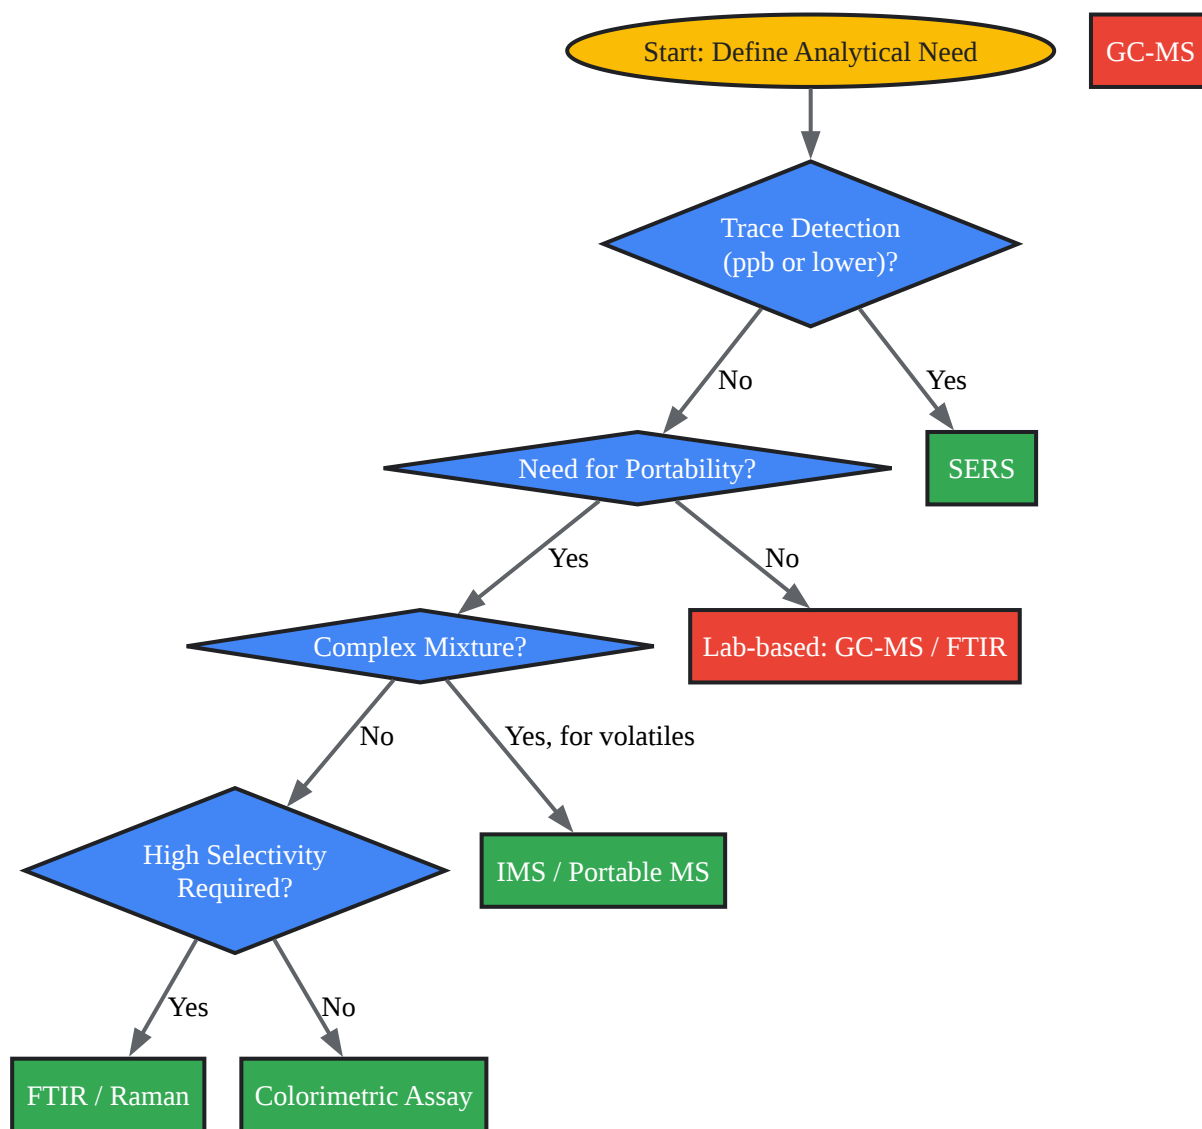 Start: Define Analytical Need
GC-MS
Trace Detection
(ppb or lower)?
No
Yes
Need for Portability?
SERS
Yes
No
Complex Mixture?
Lab-based: GC-MS / FTIR
No
Yes, for volatiles
High Selectivity
Required?
IMS / Portable MS
Yes
No
FTIR / Raman
Colorimetric Assay